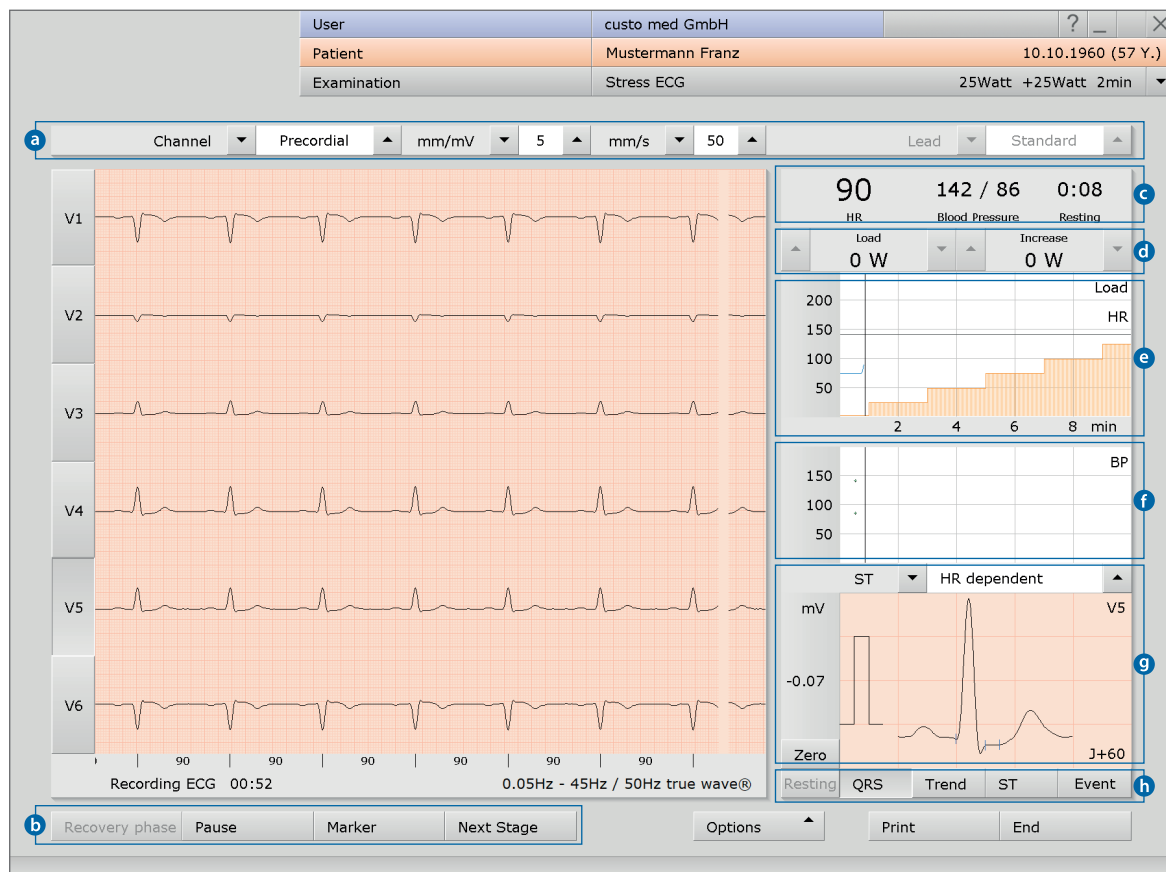 User custo med GmbH ? _
Patient Mustermann Franz 10.10.1960 (57 Y.)
Examination Stress ECG 25Watt +25Watt 2min
a Channel Precordial mm/mV 5 mm/s 50 Lead Standard
V1
V2
V3
V4
V5
V6
90 90 90 90 90 90
Recording ECG 00:52 0.05Hz - 45Hz / 50Hz true wave®
90 142 / 86 0:08 c
HR Blood Pressure Resting
Load Increase
0 W 0 W d
Load
200
HR
150
100 e
50
2 4 6 8 min
BP
150
100 f
50
ST HR dependent
mV V5
g
-0.07
Zero J+60
Resting QRS Trend ST Event h
b Recovery phase Pause Marker Next Stage Options Print End